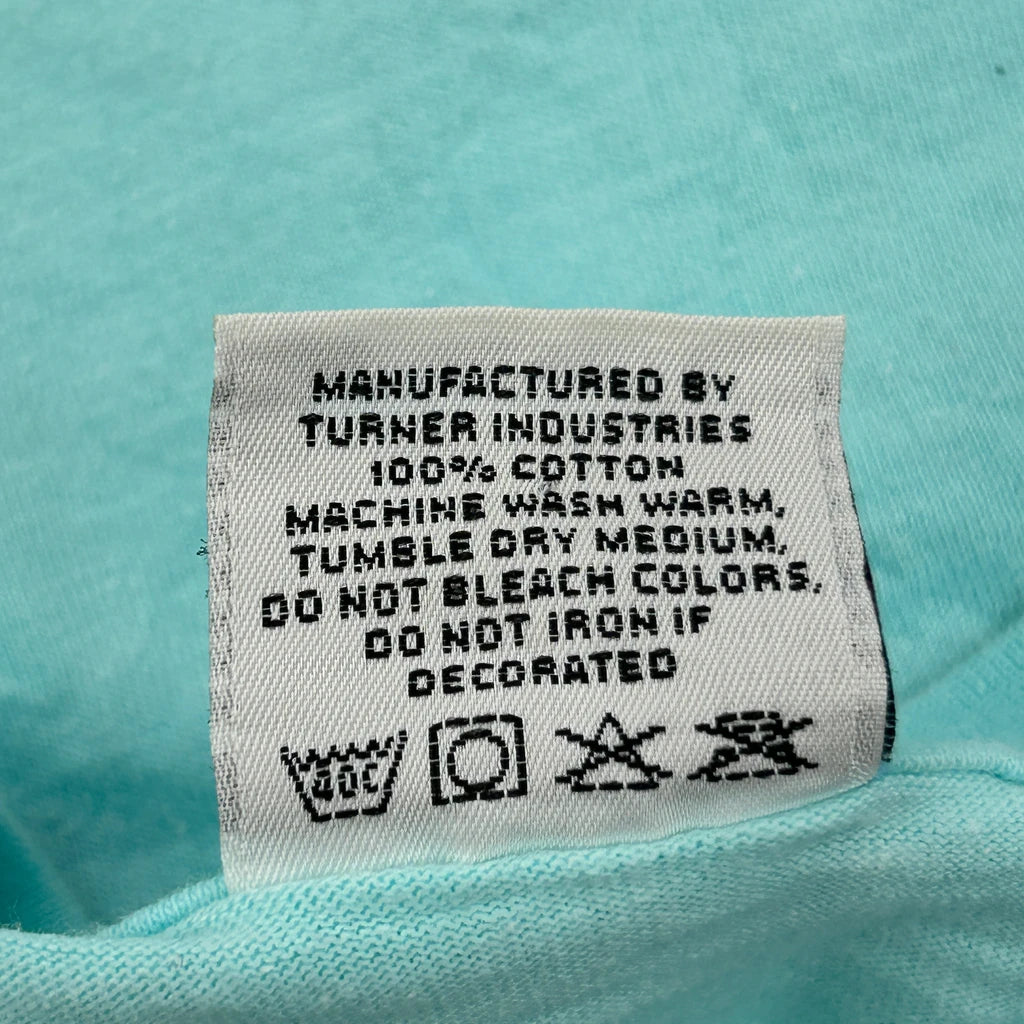 MANUFACTURED BY
TURNER INDUSTRIES
100% COTTON
MACHINE WASH WARM,
TUMBLE DRY MEDIUM,
DO NOT BLEACH COLORS,
DO NOT IRON IF
DECORATED
40C